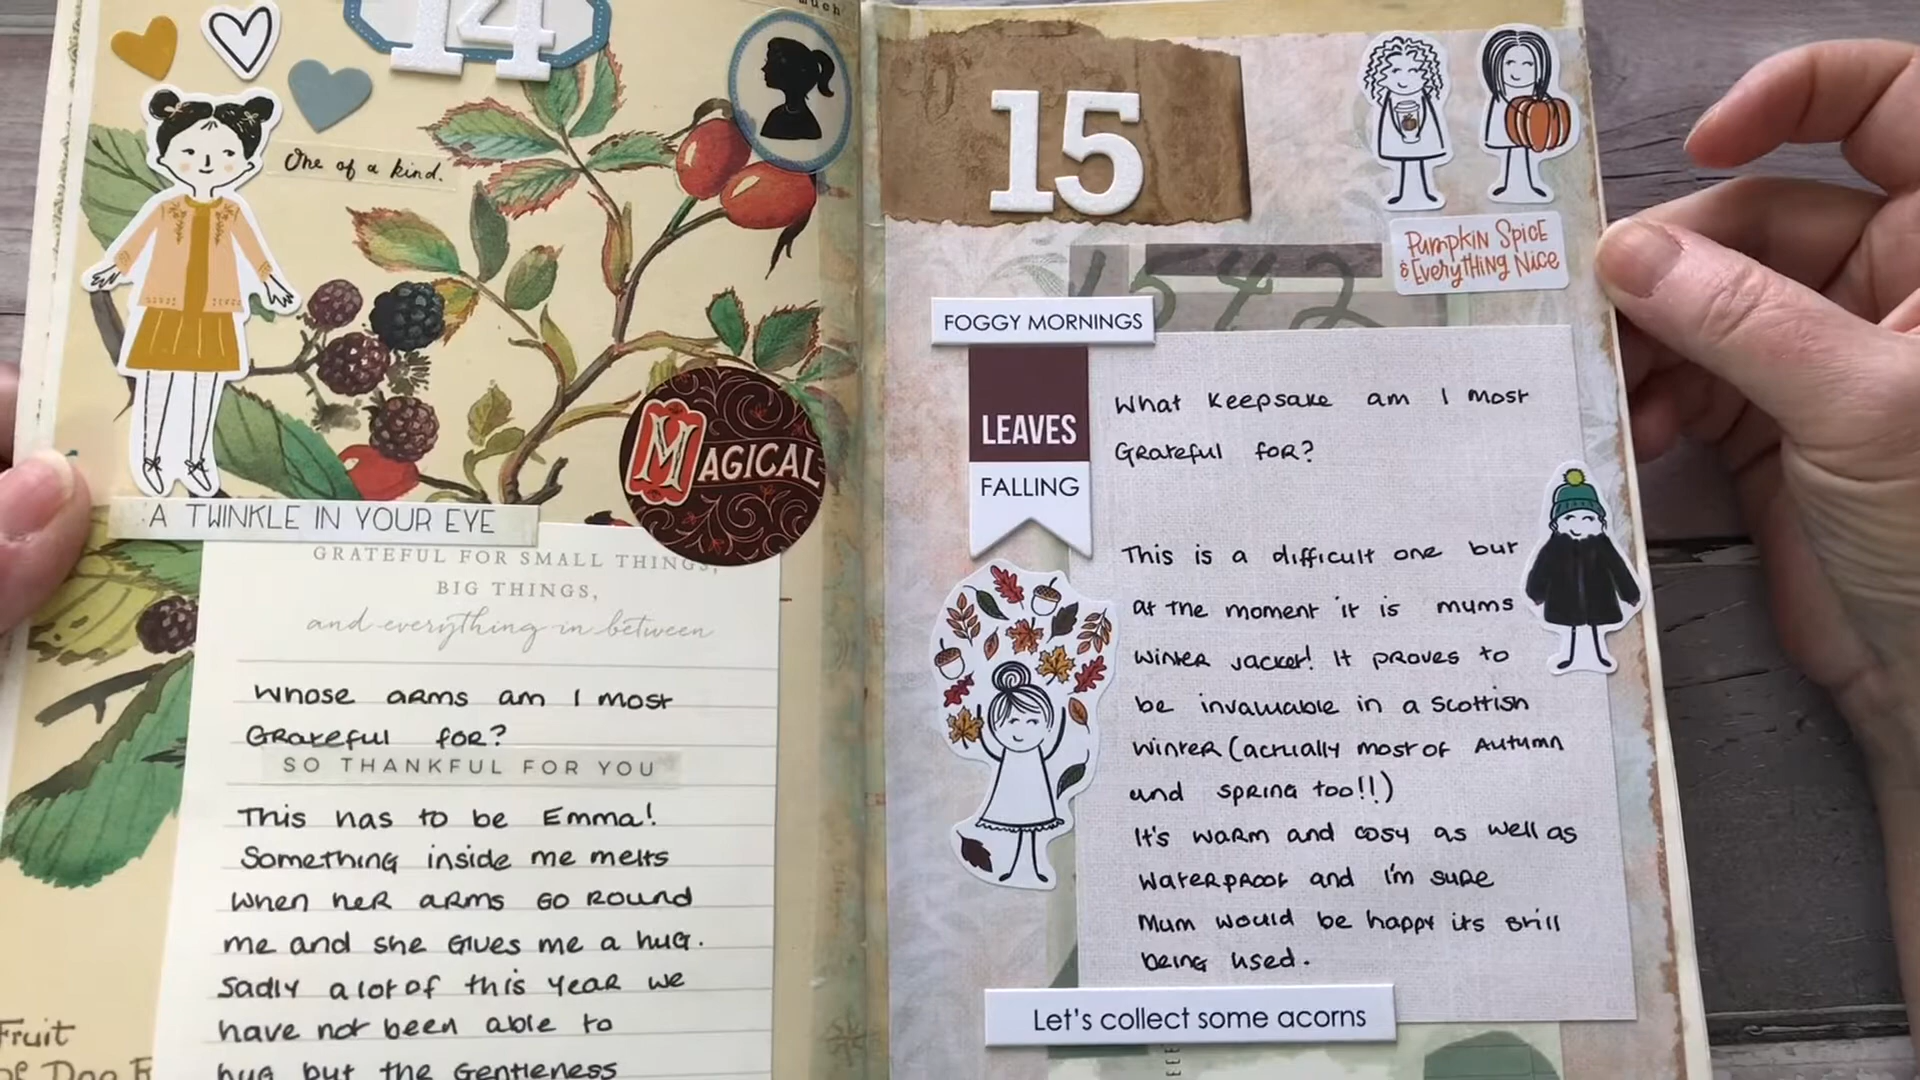 14
much
One of a kind.
MAGICAL
A TWINKLE IN YOUR EYE
GRATEFUL FOR SMALL THINGS,
BIG THINGS,
and everything in between
Whose arms am I most
Grateful for?
SO THANKFUL FOR YOU
This has to be Emma!
Something inside me melts
when her arms go round
me and she gives me a hug.
Sadly a lot of this year we
have not been able to
hug but the gentleness
Fruit
15
Pumpkin Spice
& Everything Nice
1542
FOGGY MORNINGS
LEAVES
FALLING
What keepsake am I most
Grateful for?
This is a difficult one but
at the moment it is mums
winter jacket! It proves to
be invaluable in a Scottish
winter (actually most of Autumn
and spring too!!)
It's warm and cosy as well as
waterproof and I'm sure
Mum would be happy its still
being used.
Let's collect some acorns